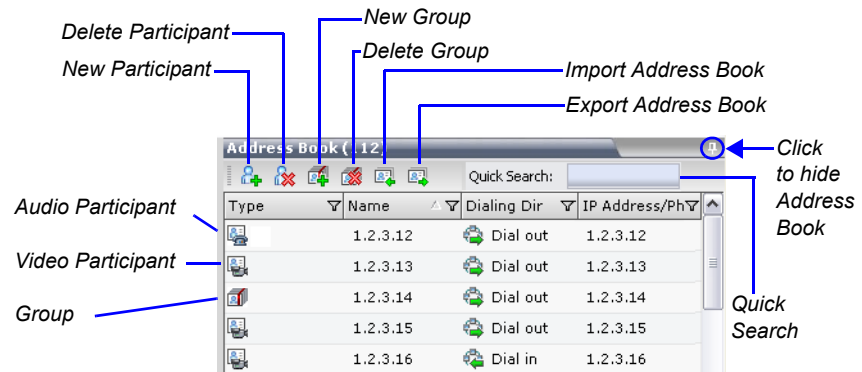 New Group
Delete Participant
Delete Group
New Participant
Import Address Book
Export Address Book
Address Book (112)
Click
to hide
Address
Book
Quick Search:
Type Name Dialing Dir IP Address/Ph
Audio Participant
1.2.3.12 Dial out 1.2.3.12
Video Participant
1.2.3.13 Dial out 1.2.3.13
Group
1.2.3.14 Dial out 1.2.3.14
Quick
Search
1.2.3.15 Dial out 1.2.3.15
1.2.3.16 Dial in 1.2.3.16